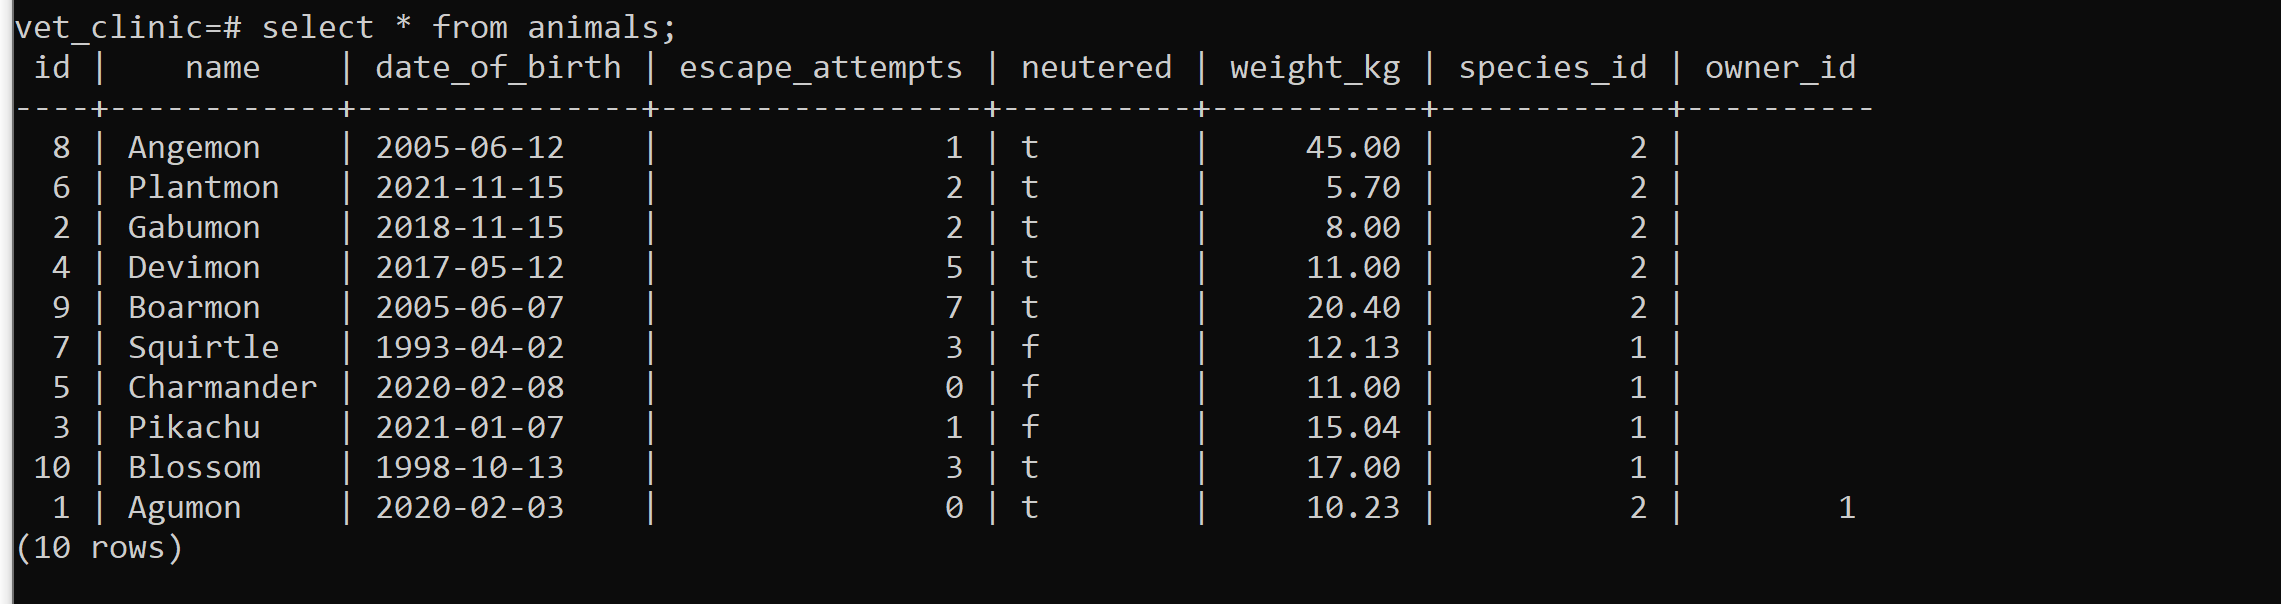 vet_clinic=# select * from animals;
 id |    name    | date_of_birth | escape_attempts | neutered | weight_kg | species_id | owner_id
----+------------+---------------+-----------------+----------+-----------+------------+----------
  8 | Angemon    | 2005-06-12    |               1 | t        |     45.00 |          2 |
  6 | Plantmon   | 2021-11-15    |               2 | t        |      5.70 |          2 |
  2 | Gabumon    | 2018-11-15    |               2 | t        |      8.00 |          2 |
  4 | Devimon    | 2017-05-12    |               5 | t        |     11.00 |          2 |
  9 | Boarmon    | 2005-06-07    |               7 | t        |     20.40 |          2 |
  7 | Squirtle   | 1993-04-02    |               3 | f        |     12.13 |          1 |
  5 | Charmander | 2020-02-08    |               0 | f        |     11.00 |          1 |
  3 | Pikachu    | 2021-01-07    |               1 | f        |     15.04 |          1 |
 10 | Blossom    | 1998-10-13    |               3 | t        |     17.00 |          1 |
  1 | Agumon     | 2020-02-03    |               0 | t        |     10.23 |          2 |        1
(10 rows)